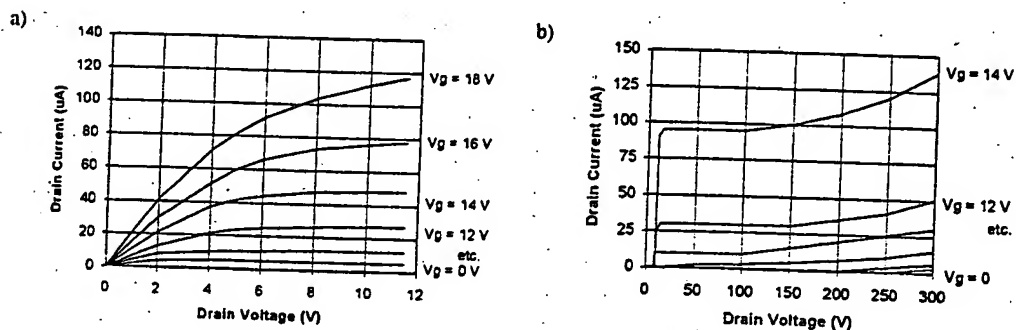 a)
140
120
100
80
60
40
20
0
Drain Current (uA)
0 2 4 6 8 10 12
Drain Voltage (V)
Vg = 18 V
Vg = 16 V
Vg = 14 V
Vg = 12 V
etc.
Vg = 0 V
b)
150
125
100
75
50
25
0
Drain Current (uA)
0 50 100 150 200 250 300
Drain Voltage (V)
Vg = 14 V
Vg = 12 V
etc.
Vg = 0